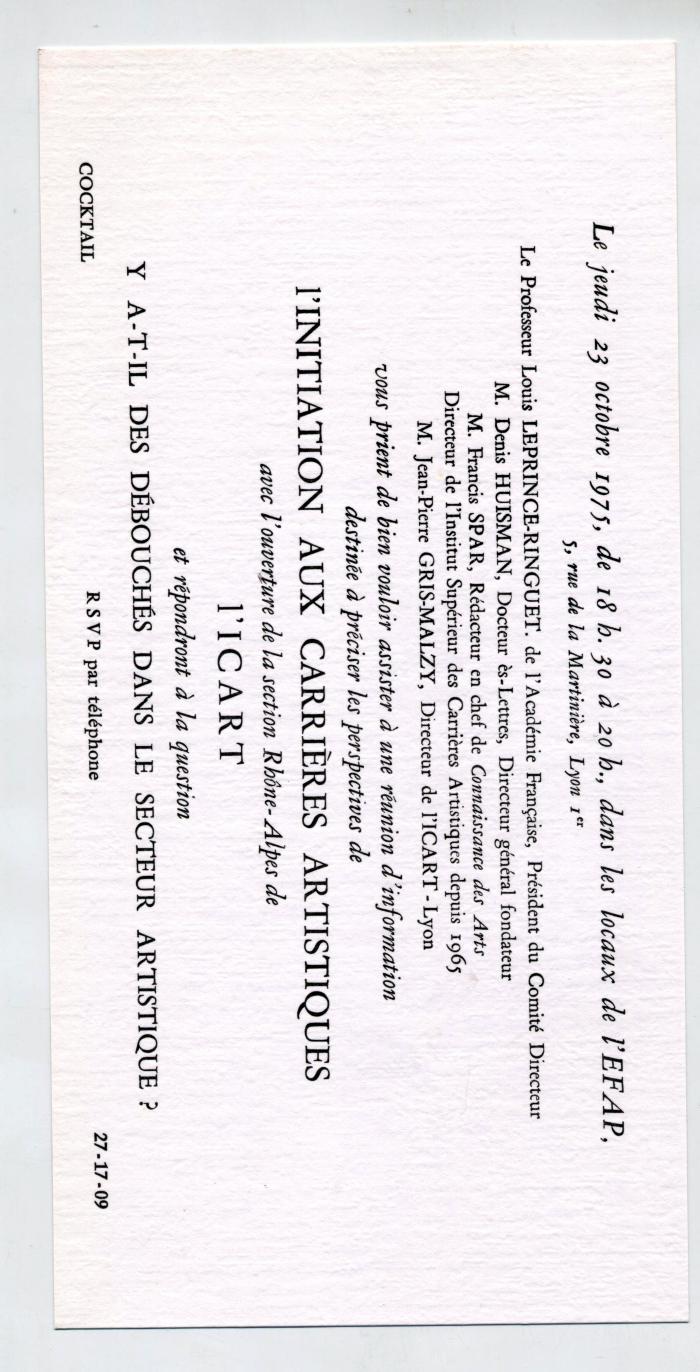 Le jeudi 23 octobre 1975, de 18 h. 30 à 20 h., dans les locaux de l'EFAP,
5, rue de la Martinière, Lyon 1er
Le Professeur Louis LEPRINCE-RINGUET. de l'Académie Française, Président du Comité Directeur
M. Denis HUISMAN, Docteur ès-Lettres, Directeur général fondateur
M. Francis SPAR, Rédacteur en chef de Connaissance des Arts
Directeur de l'Institut Supérieur des Carrières Artistiques depuis 1965
M. Jean-Pierre GRIS-MALZY, Directeur de l'ICART - Lyon
vous prient de bien vouloir assister à une réunion d'information
destinée à préciser les perspectives de
l'INITIATION AUX CARRIÈRES ARTISTIQUES
avec l'ouverture de la section Rhône-Alpes de
l'ICART
et répondront à la question
Y A-T-IL DES DÉBOUCHÉS DANS LE SECTEUR ARTISTIQUE ?
COCKTAIL RSVP par téléphone 27-17-09